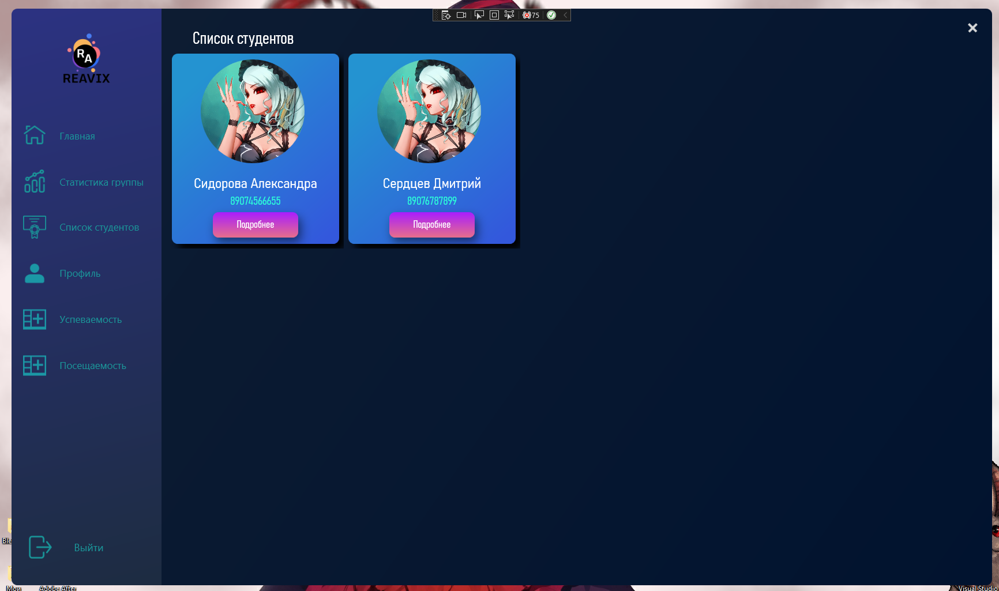 75
RA
REAVIX
Список студентов
Главная
Статистика группы
Список студентов
Профиль
Успеваемость
Посещаемость
Выйти
Сидорова Александра
89074566655
Подробнее
Сердцев Дмитрий
89076787899
Подробнее
Ble
Мои
Adobe After
Visual Studio